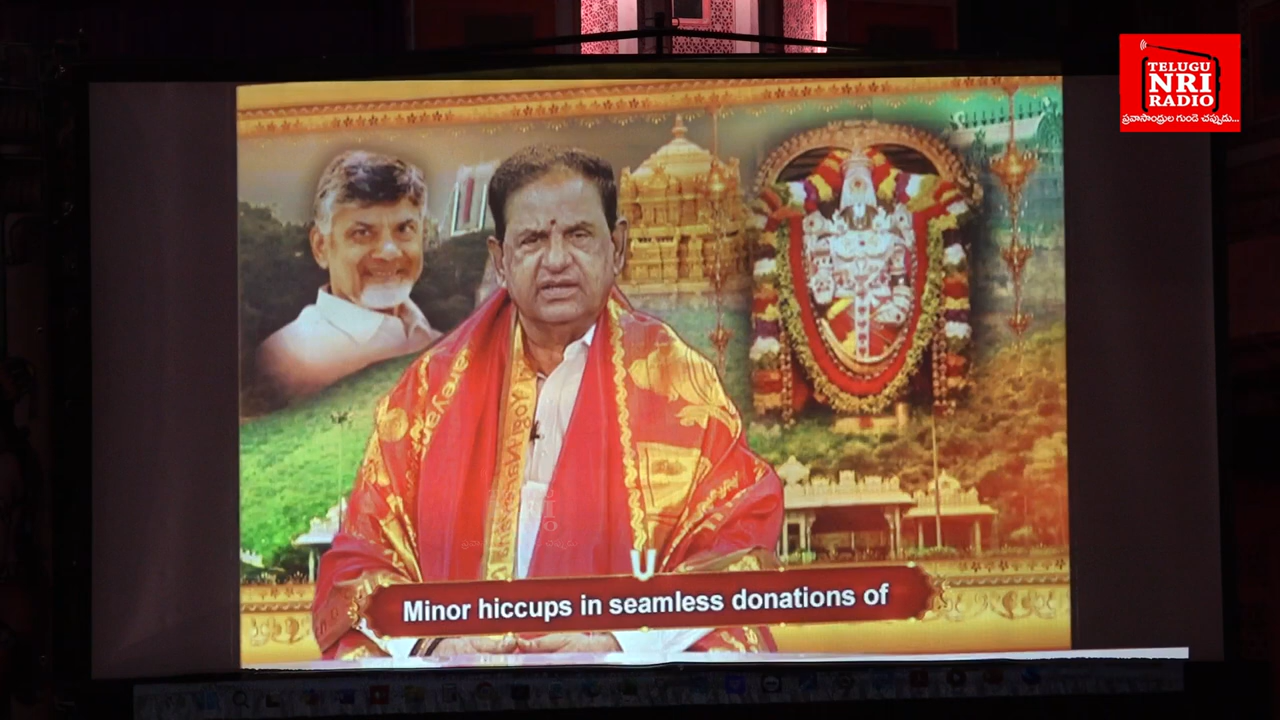 TELUGU
NRI
RADIO
ప్రవాసాంధ్రుల గుండె చప్పుడు...
Minor hiccups in seamless donations of